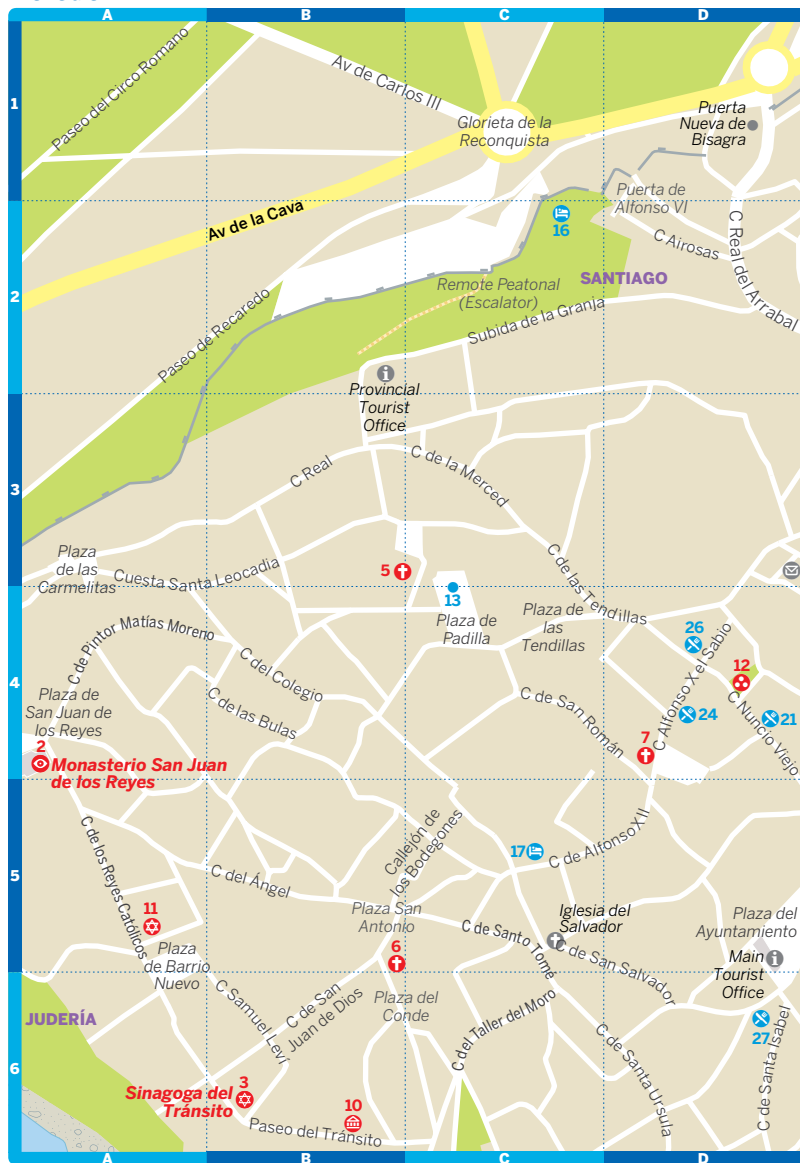 A
B
C
D
1
2
3
4
5
6
Paseo del Circo Romano
Av de Carlos III
Glorieta de la
Reconquista
Puerta
Nueva de
Bisagra
Puerta de
Alfonso VI
Av de la Cava
16
C Airosas
C Real del Arrabal
SANTIAGO
Remote Peatonal
(Escalator)
Subida de la Granja
Paseo de Recaredo
Provincial
Tourist
Office
C Real
C de la Merced
Plaza
de las
Carmelitas
Cuesta Santa Leocadia
5
13
Plaza de
Padilla
C de las Tendillas
Plaza de
las
Tendillas
26
12
C de Pintor Matías Moreno
C del Colegio
C de las Bulas
Plaza de
San Juan de
los Reyes
2
Monasterio San Juan
de los Reyes
C de San Román
7
C Alfonso X el Sabio
24
C Nuncio Viejo
21
C de los Reyes Católicos
C del Ángel
Callejón de
los Bodegones
17
C de Alfonso XII
11
Plaza
de Barrio
Nuevo
Plaza San
Antonio
6
C de Santo Tomé
Iglesia del
Salvador
C de San Salvador
Plaza del
Ayuntamiento
Main
Tourist
Office
JUDERÍA
C Samuel Leví
C de San
Juan de Dios
Plaza del
Conde
C del Taller del Moro
C de Santa Ursula
27
C de Santa Isabel
3
Sinagoga del
Tránsito
10
Paseo del Tránsito
A
B
C
D
1
2
3
4
5
6